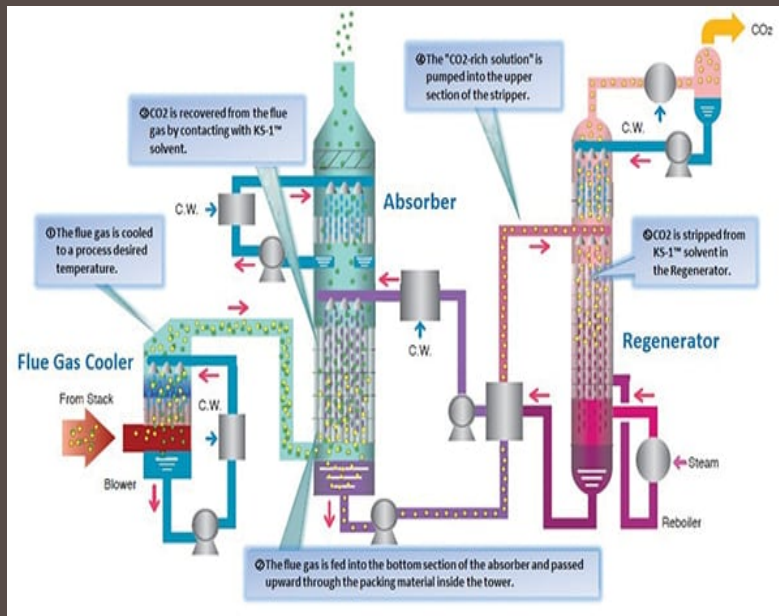 CO2
④The "CO2-rich solution" is
pumped into the upper
section of the stripper.
③CO2 is recovered from the flue
gas by contacting with KS-1™
solvent.
C.W.
Absorber
C.W.
①The flue gas is cooled
to a process desired
temperature.
⑤CO2 is stripped from
KS-1™ solvent in
the Regenerator.
Regenerator
Flue Gas Cooler
C.W.
From Stack
C.W.
Steam
Blower
Reboiler
②The flue gas is fed into the bottom section of the absorber and passed
upward through the packing material inside the tower.